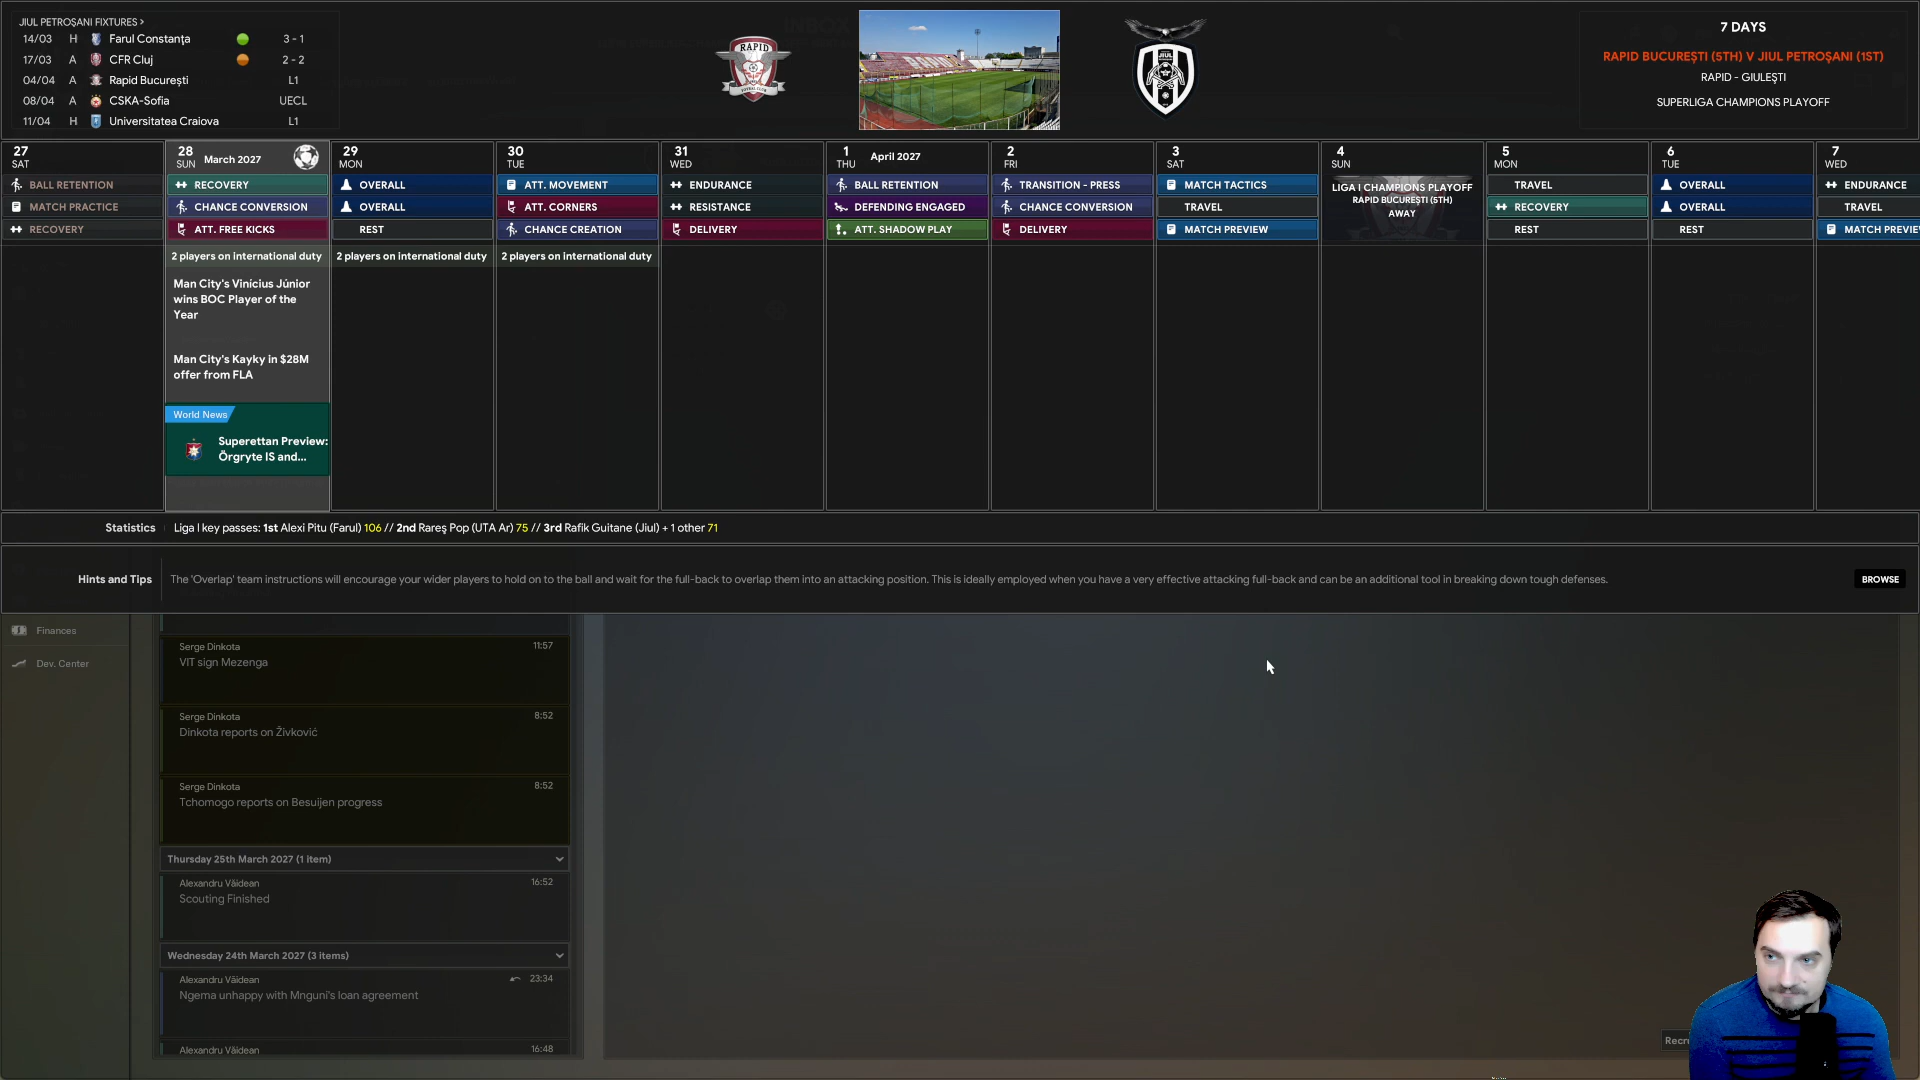 JIUL PETROȘANI FIXTURES >
14/03 H Farul Constanța 3 - 1
17/03 A CFR Cluj 2 - 2
04/04 A Rapid București L1
08/04 A CSKA-Sofia UECL
11/04 H Universitatea Craiova L1
RAPID
7 DAYS
RAPID BUCUREȘTI (5TH) V JIUL PETROȘANI (1ST)
RAPID - GIULEȘTI
SUPERLIGA CHAMPIONS PLAYOFF
27 SAT
BALL RETENTION
MATCH PRACTICE
RECOVERY
28 SUN March 2027
RECOVERY
CHANCE CONVERSION
ATT. FREE KICKS
2 players on international duty
Man City's Vinícius Júnior
wins BOC Player of the
Year
Man City's Kayky in $28M
offer from FLA
World News
Superettan Preview:
Örgryte IS and...
29 MON
OVERALL
OVERALL
REST
2 players on international duty
30 TUE
ATT. MOVEMENT
ATT. CORNERS
CHANCE CREATION
2 players on international duty
31 WED
ENDURANCE
RESISTANCE
DELIVERY
1 THU April 2027
BALL RETENTION
DEFENDING ENGAGED
ATT. SHADOW PLAY
2 FRI
TRANSITION - PRESS
CHANCE CONVERSION
DELIVERY
3 SAT
MATCH TACTICS
TRAVEL
MATCH PREVIEW
4 SUN
LIGA I CHAMPIONS PLAYOFF
RAPID BUCUREȘTI (5TH)
AWAY
5 MON
TRAVEL
RECOVERY
REST
6 TUE
OVERALL
OVERALL
REST
7 WED
ENDURANCE
TRAVEL
MATCH PREVIE
Statistics Liga I key passes: 1st Alexi Pitu (Farul) 106 // 2nd Rareș Pop (UTA Ar) 75 // 3rd Rafik Guitane (Jiul) + 1 other 71
Hints and Tips The 'Overlap' team instructions will encourage your wider players to hold on to the ball and wait for the full-back to overlap them into an attacking position. This is ideally employed when you have a very effective attacking full-back and can be an additional tool in breaking down tough defenses. BROWSE
Finances
Dev. Center
Serge Dinkota 11:57
VIT sign Mezenga
Serge Dinkota 8:52
Dinkota reports on Živković
Serge Dinkota 8:52
Tchomogo reports on Besuijen progress
Thursday 25th March 2027 (1 item)
Alexandru Văidean 16:52
Scouting Finished
Wednesday 24th March 2027 (3 items)
Alexandru Văidean 23:34
Ngema unhappy with Mnguni's loan agreement
Alexandru Văidean 16:48
Recru